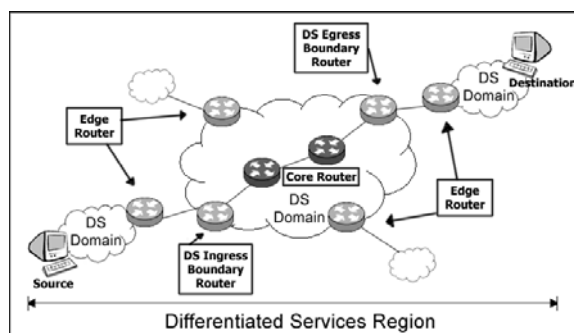 DS Egress
Boundary
Router
Destination
DS
Domain
Edge
Router
Core Router
DS
Domain
Edge
Router
DS
Domain
DS Ingress
Boundary
Router
Source
Differentiated Services Region